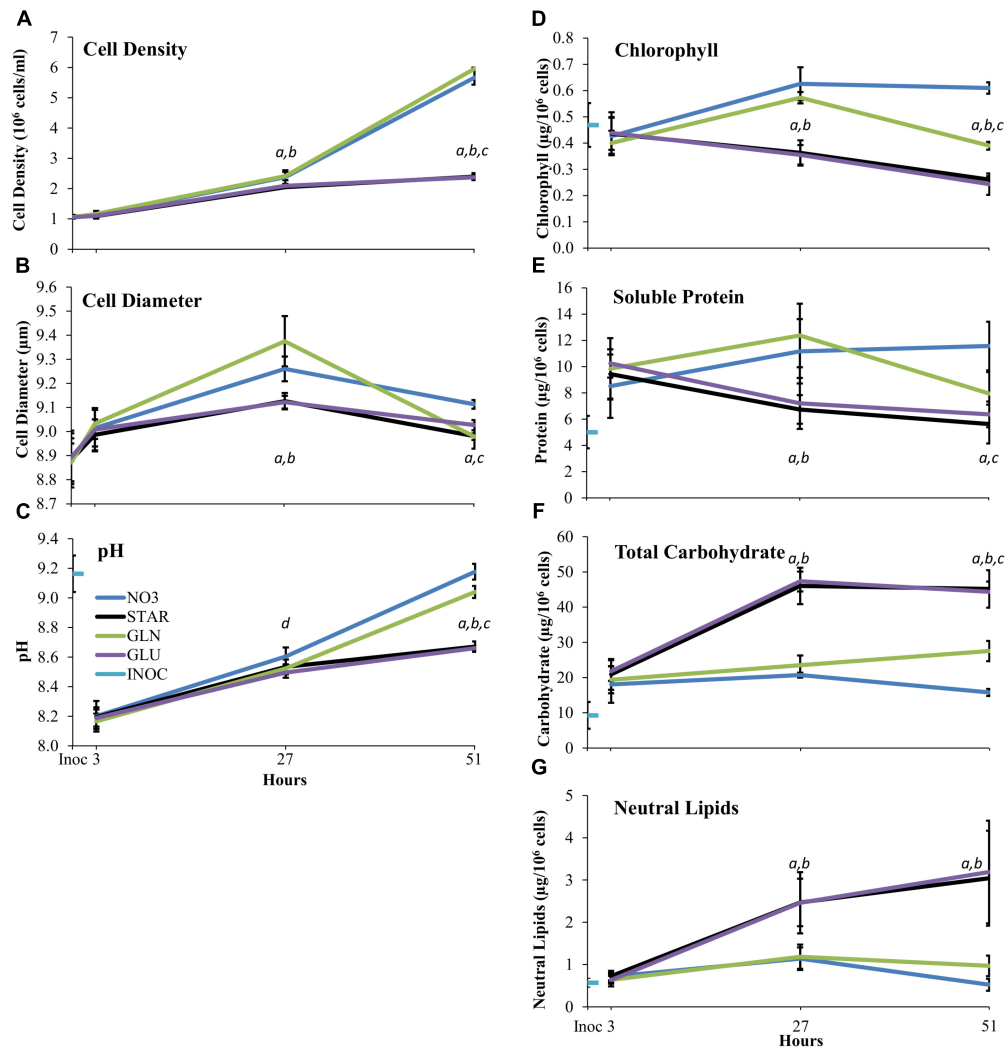 A
Cell Density
Cell Density (10⁶ cells/ml)
7
6
5
4
3
2
1
0
a,b
a,b,c
B
Cell Diameter
Cell Diameter (µm)
9.6
9.5
9.4
9.3
9.2
9.1
9.0
8.9
8.8
8.7
a,b
a,c
C
pH
pH
9.4
9.2
9.0
8.8
8.6
8.4
8.2
8.0
NO3
STAR
GLN
GLU
INOC
d
a,b,c
Inoc 3 27 51
Hours
D
Chlorophyll
Chlorophyll (µg/10⁶ cells)
0.8
0.7
0.6
0.5
0.4
0.3
0.2
0.1
0.0
a,b
a,b,c
E
Soluble Protein
Protein (µg/10⁶ cells)
16
14
12
10
8
6
4
2
0
a,b
a,c
F
Total Carbohydrate
Carbohydrate (µg/10⁶ cells)
60
50
40
30
20
10
0
a,b
a,b,c
G
Neutral Lipids
Neutral Lipids (µg/10⁶ cells)
5
4
3
2
1
0
a,b
a,b
Inoc 3 27 51
Hours